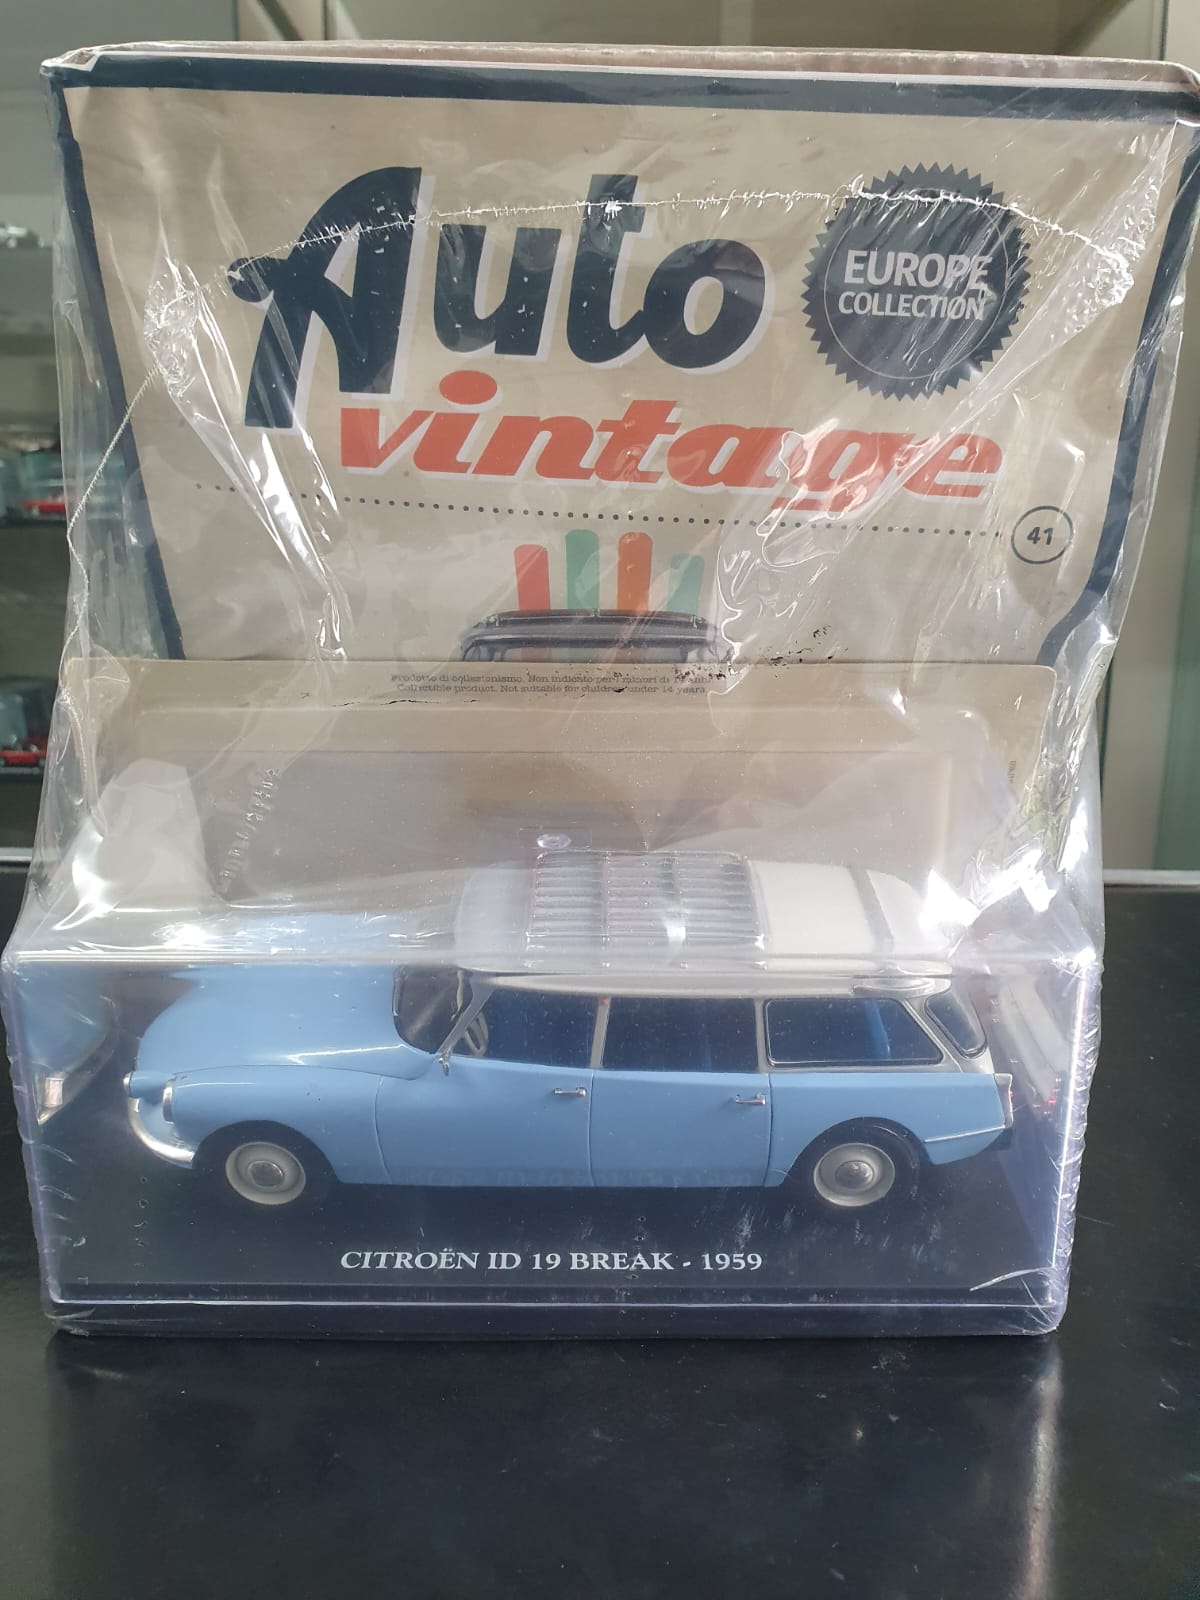 Auto
EUROPE
COLLECTION
vintage
41
Prodotto di collezionismo. Non indicato per i minori di 14 anni.
Collectible product. Not suitable for children under 14 years.
CITROËN ID 19 BREAK - 1959